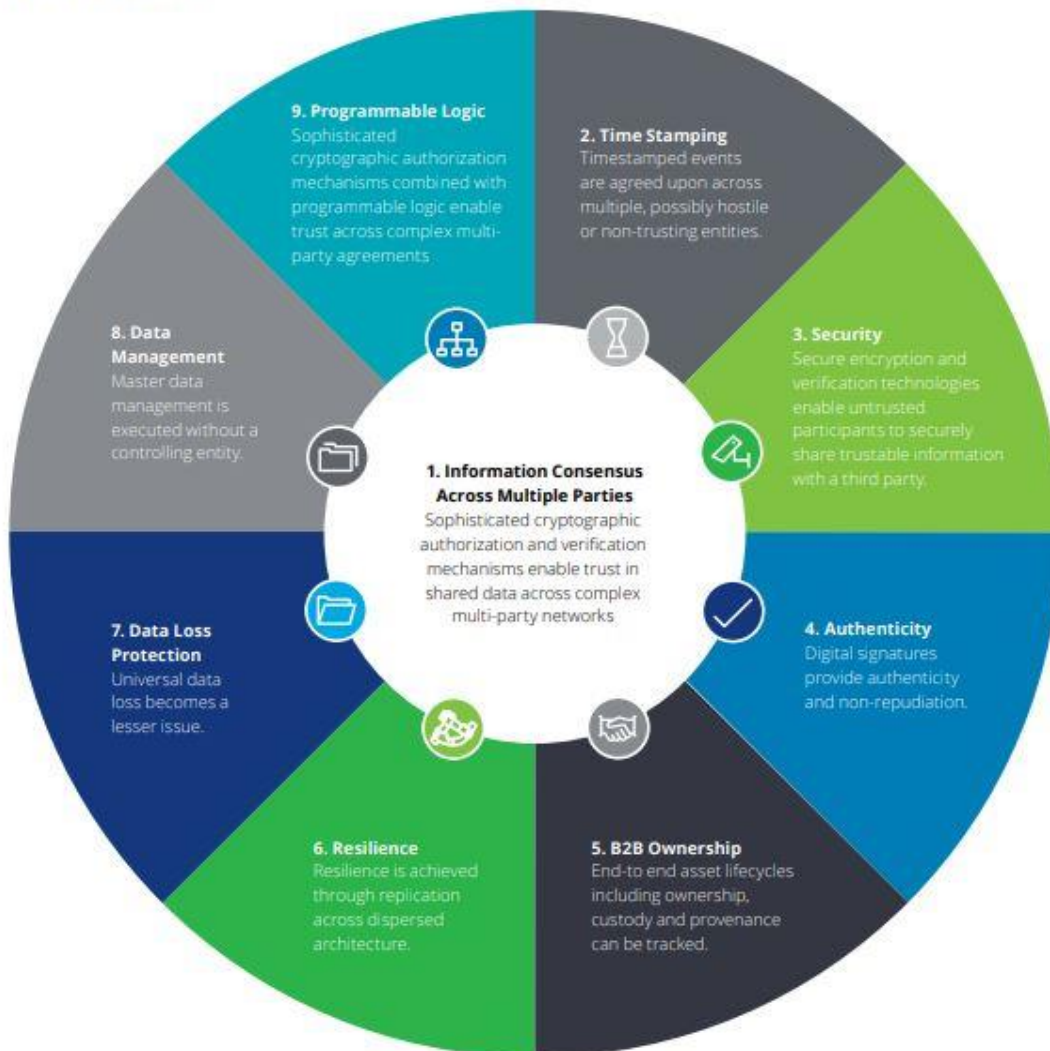 1. Information Consensus
Across Multiple Parties
Sophisticated cryptographic
authorization and verification
mechanisms enable trust in
shared data across complex
multi-party networks
2. Time Stamping
Timestamped events
are agreed upon across
multiple, possibly hostile
or non-trusting entities.
3. Security
Secure encryption and
verification technologies
enable untrusted
participants to securely
share trustable information
with a third party.
4. Authenticity
Digital signatures
provide authenticity
and non-repudiation.
5. B2B Ownership
End-to end asset lifecycles
including ownership,
custody and provenance
can be tracked.
6. Resilience
Resilience is achieved
through replication
across dispersed
architecture.
7. Data Loss
Protection
Universal data
loss becomes a
lesser issue.
8. Data
Management
Master data
management is
executed without a
controlling entity.
9. Programmable Logic
Sophisticated
cryptographic authorization
mechanisms combined with
programmable logic enable
trust across complex multi-
party agreements